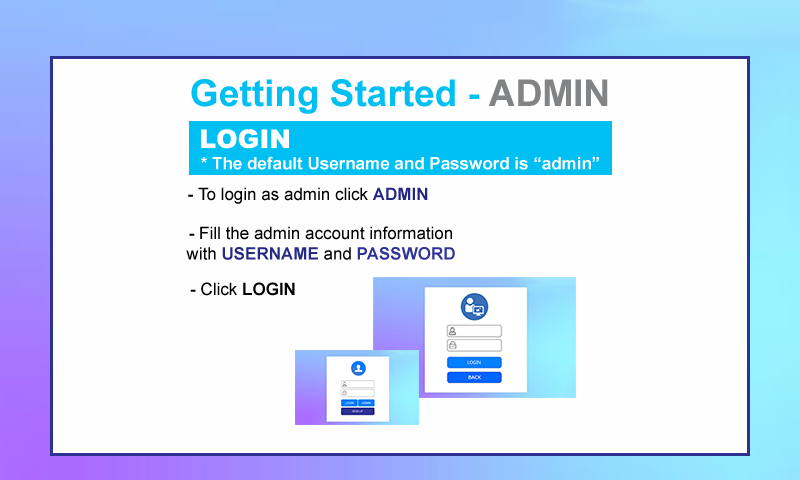 Getting Started - ADMIN
LOGIN
* The default Username and Password is “admin”
- To login as admin click ADMIN
- Fill the admin account information
with USERNAME and PASSWORD
- Click LOGIN
LOGIN
BACK
LOGIN ADMIN
SIGN UP